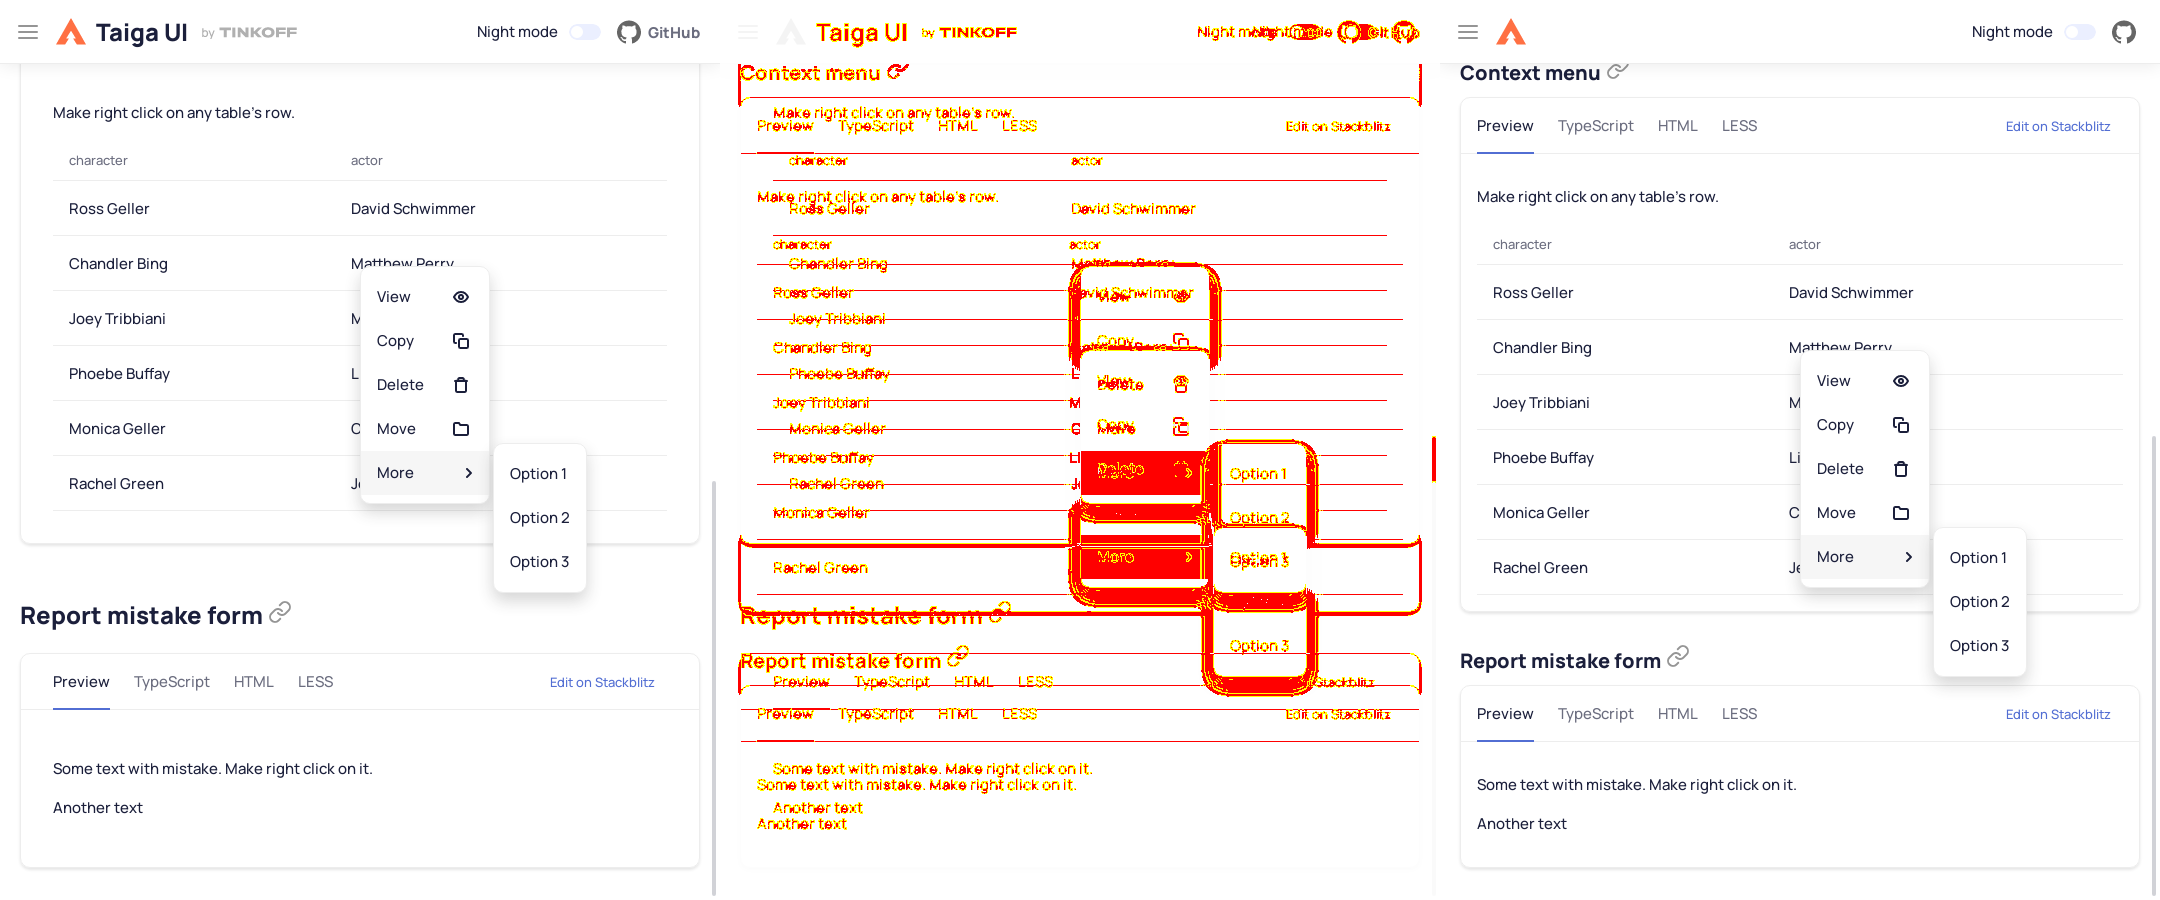 Taiga UI by TINKOFF Night mode GitHub
Make right click on any table's row.
character actor
Ross Geller David Schwimmer
Chandler Bing Matthew Perry
View
Joey Tribbiani M
Copy
Phoebe Buffay L
Delete
Monica Geller C
Move
More
Rachel Green Je
Option 1
Option 2
Option 3
Report mistake form
Preview TypeScript HTML LESS Edit on Stackblitz
Some text with mistake. Make right click on it.
Another text
Taiga UI by TINKOFF
Context menu
Make right click on any table's row.
Preview TypeScript HTML LESS Edit on Stackblitz
character actor
Make right click on any table's row.
Ross Geller David Schwimmer
character actor
Chandler Bing
Ross Geller David Schwimmer
Joey Tribbiani
Copy
Chandler Bing
Phoebe Buffay L
Delete
Joey Tribbiani M
Monica Geller C Move
Phoebe Buffay Li
Option 1
Rachel Green
Monica Geller
Option 2
More
Rachel Green
Report mistake form
Option 3
Report mistake form
Preview TypeScript HTML LESS Stackblitz
Preview TypeScript HTML LESS Edit on Stackblitz
Some text with mistake. Make right click on it.
Some text with mistake. Make right click on it.
Another text
Another text
Night mode
Context menu
Preview TypeScript HTML LESS Edit on Stackblitz
Make right click on any table's row.
character actor
Ross Geller David Schwimmer
Chandler Bing Matthew Perry
View
Joey Tribbiani M
Copy
Phoebe Buffay Li
Delete
Monica Geller C
Move
More
Rachel Green Je
Option 1
Option 2
Option 3
Report mistake form
Preview TypeScript HTML LESS Edit on Stackblitz
Some text with mistake. Make right click on it.
Another text